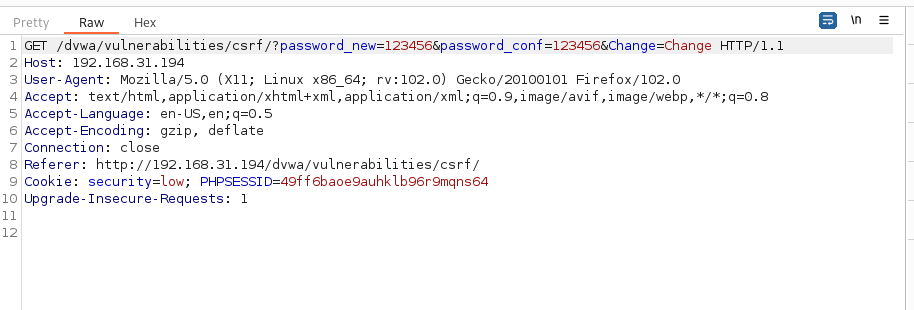 Pretty Raw Hex
\n
1 GET /dvwa/vulnerabilities/csrf/?password_new=123456&password_conf=123456&Change=Change HTTP/1.1
2 Host: 192.168.31.194
3 User-Agent: Mozilla/5.0 (X11; Linux x86_64; rv:102.0) Gecko/20100101 Firefox/102.0
4 Accept: text/html,application/xhtml+xml,application/xml;q=0.9,image/avif,image/webp,*/*;q=0.8
5 Accept-Language: en-US,en;q=0.5
6 Accept-Encoding: gzip, deflate
7 Connection: close
8 Referer: http://192.168.31.194/dvwa/vulnerabilities/csrf/
9 Cookie: security=low; PHPSESSID=49ff6baoe9auhklb96r9mqns64
10 Upgrade-Insecure-Requests: 1
11
12